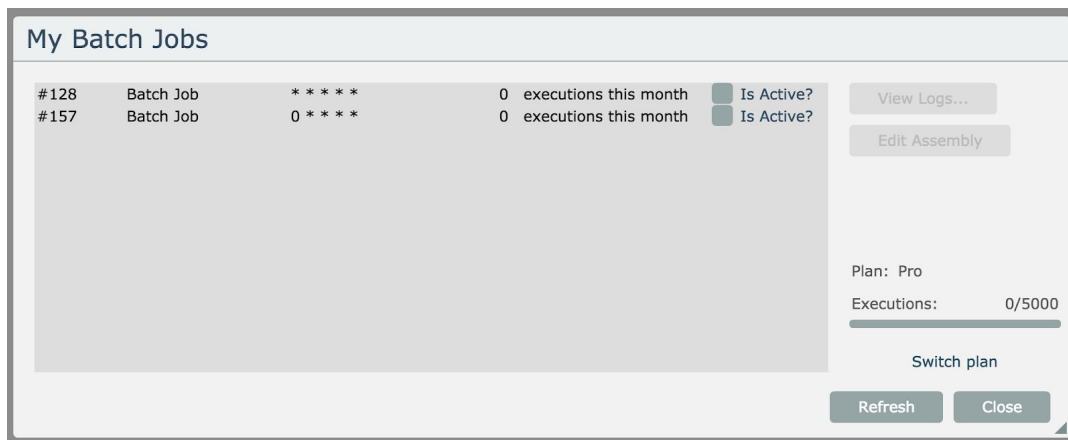 My Batch Jobs
#128 Batch Job * * * * * 0 executions this month Is Active?
#157 Batch Job 0 * * * * 0 executions this month Is Active?
View Logs...
Edit Assembly
Plan: Pro
Executions: 0/5000
Switch plan
Refresh Close